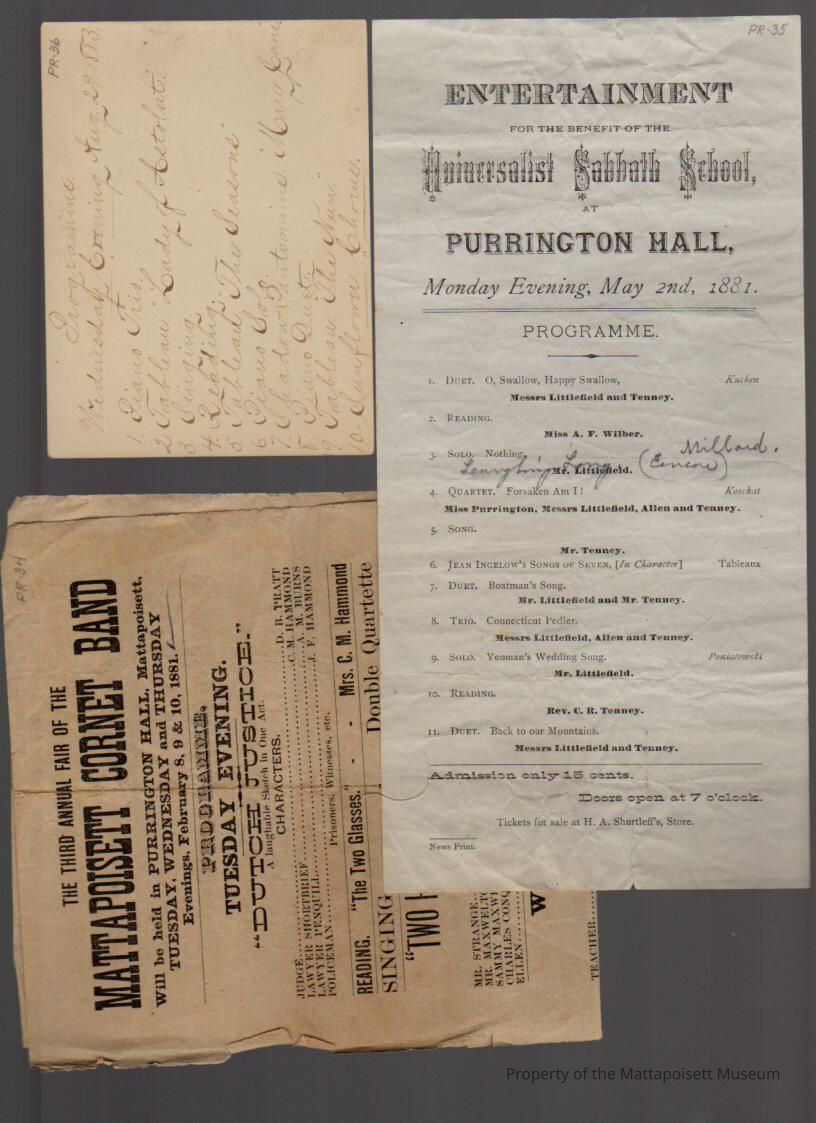 PR-36
Programme.
Wednesday Evening Aug. 29. 1883.
1. Piano Trio.
2 Tableau Lady of Astolat.
3 Singing
4. Reading.
5 Tableau "The Seasons"
6 Piano Solo.
7. Shadow Pantomime. Mary Jane
8. Piano Duet.
9. Tableau The Nun.
10- Sunflower Chorus.
PR-35
ENTERTAINMENT
FOR THE BENEFIT OF THE
Universalist Sabbath School,
AT
PURRINGTON HALL,
Monday Evening, May 2nd, 1881.
PROGRAMME.
1. DUET. O, Swallow, Happy Swallow, Kucken
Messrs Littlefield and Tenney.
2. READING.
Miss A. F. Wilber.
3. SOLO. Nothing, Millard.
Mr. Littlefield.
Laughing Song (Encore)
4. QUARTET. Forsaken Am I! Koschat
Miss Purrington, Messrs Littlefield, Allen and Tenney.
5. SONG.
Mr. Tenney.
6. JEAN INGELOW'S SONGS OF SEVEN, [In Character] Tableaux
7. DUET. Boatman's Song.
Mr. Littlefield and Mr. Tenney.
8. TRIO. Connecticut Pedler.
Messrs Littlefield, Allen and Tenney.
9. SOLO. Yeoman's Wedding Song. Poniatowski
Mr. Littlefield.
10. READING.
Rev. C. R. Tenney.
11. DUET. Back to our Mountains.
Messrs Littlefield and Tenney.
Admission only 15 cents.
Doors open at 7 o'clock.
Tickets for sale at H. A. Shurtleff's, Store.
News Print.
PR-34
THE THIRD ANNUAL FAIR OF THE
MATTAPOISETT CORNET BAND
Will be held in PURRINGTON HALL, Mattapoisett,
TUESDAY, WEDNESDAY and THURSDAY
Evenings, February 8, 9 & 10, 1881.
PROGRAMME.
TUESDAY EVENING.
"DUTCH JUSTICE."
A laughable Sketch in One Act.
CHARACTERS.
JUDGE....D. B. PRATT
LAWYER SHORTBRIEF....C. M. HAMMOND
LAWYER PENQUILL....A. M. BURNS
POLICEMAN....J. F. HAMMOND
Prisoners, Witnesses, etc.
READING. "The Two Glasses." - - Mrs. C. M. Hammond
SINGING Double Quartette
"TWO
MR. STRANGE
MR. MAXWELTO
SAMMY MAXW
CHARLES CONQ
ELLEN
W
TEACHER
Property of the Mattapoisett Museum